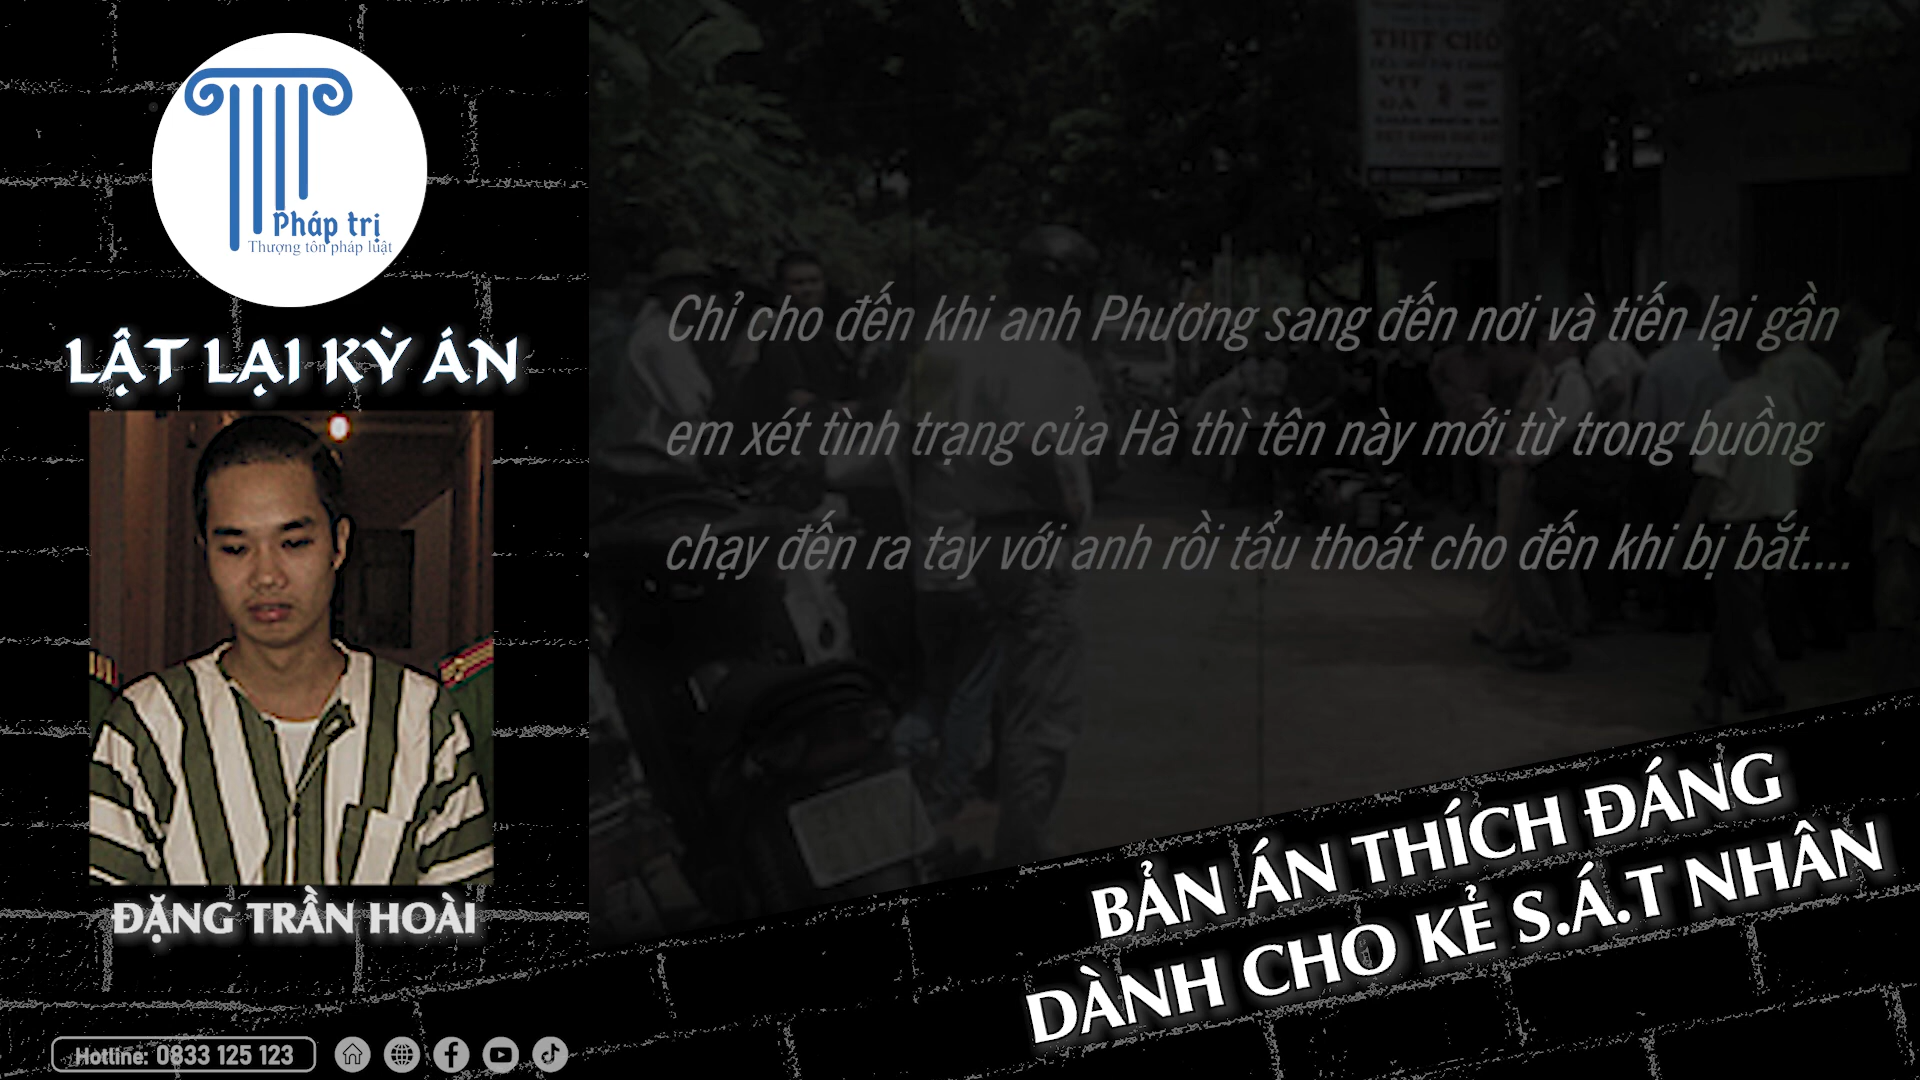 Pháp trị
Thượng tôn pháp luật
LẬT LẠI KỲ ÁN
ĐẶNG TRẦN HOÀI
Hotline: 0833 125 123
THỊT CHÓ
Chỉ cho đến khi anh Phương sang đến nơi và tiến lại gần
em xét tình trạng của Hà thì tên này mới từ trong buồng
chạy đến ra tay với anh rồi tẩu thoát cho đến khi bị bắt....
BẢN ÁN THÍCH ĐÁNG
DÀNH CHO KẺ S.Á.T NHÂN